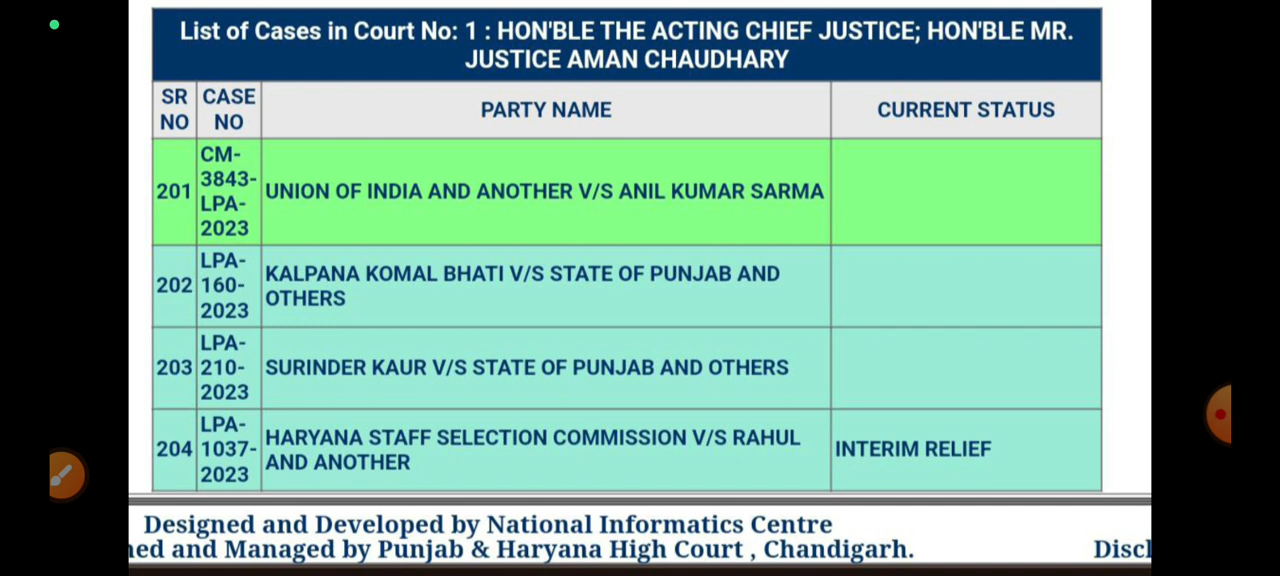 List of Cases in Court No: 1 : HON'BLE THE ACTING CHIEF JUSTICE; HON'BLE MR.
JUSTICE AMAN CHAUDHARY
SR NO
CASE NO
PARTY NAME
CURRENT STATUS
201
CM-
3843-
LPA-
2023
UNION OF INDIA AND ANOTHER V/S ANIL KUMAR SARMA
202
LPA-
160-
2023
KALPANA KOMAL BHATI V/S STATE OF PUNJAB AND
OTHERS
203
LPA-
210-
2023
SURINDER KAUR V/S STATE OF PUNJAB AND OTHERS
204
LPA-
1037-
2023
HARYANA STAFF SELECTION COMMISSION V/S RAHUL
AND ANOTHER
INTERIM RELIEF
Designed and Developed by National Informatics Centre
and Managed by Punjab & Haryana High Court , Chandigarh.